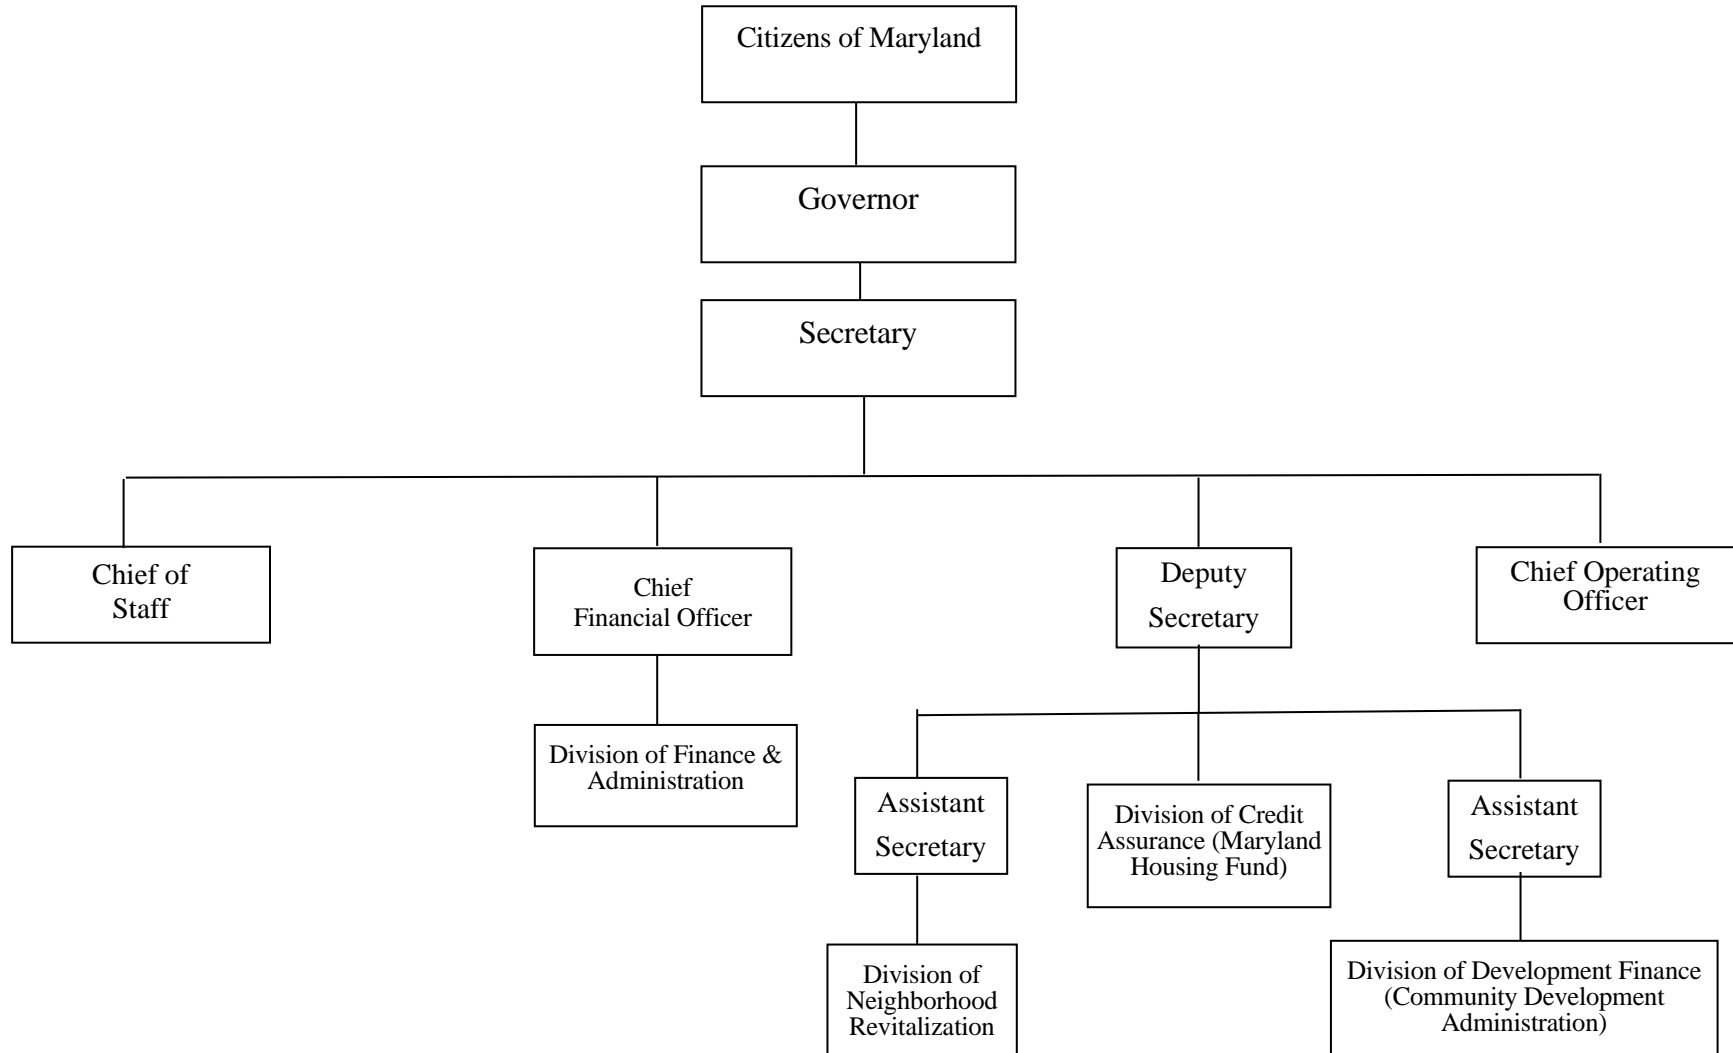 Citizens of Maryland
Governor
Secretary
Chief of
Staff
Chief
Financial Officer
Deputy
Secretary
Chief Operating
Officer
Division of Finance &
Administration
Assistant
Secretary
Division of Credit
Assurance (Maryland
Housing Fund)
Assistant
Secretary
Division of
Neighborhood
Revitalization
Division of Development Finance
(Community Development
Administration)